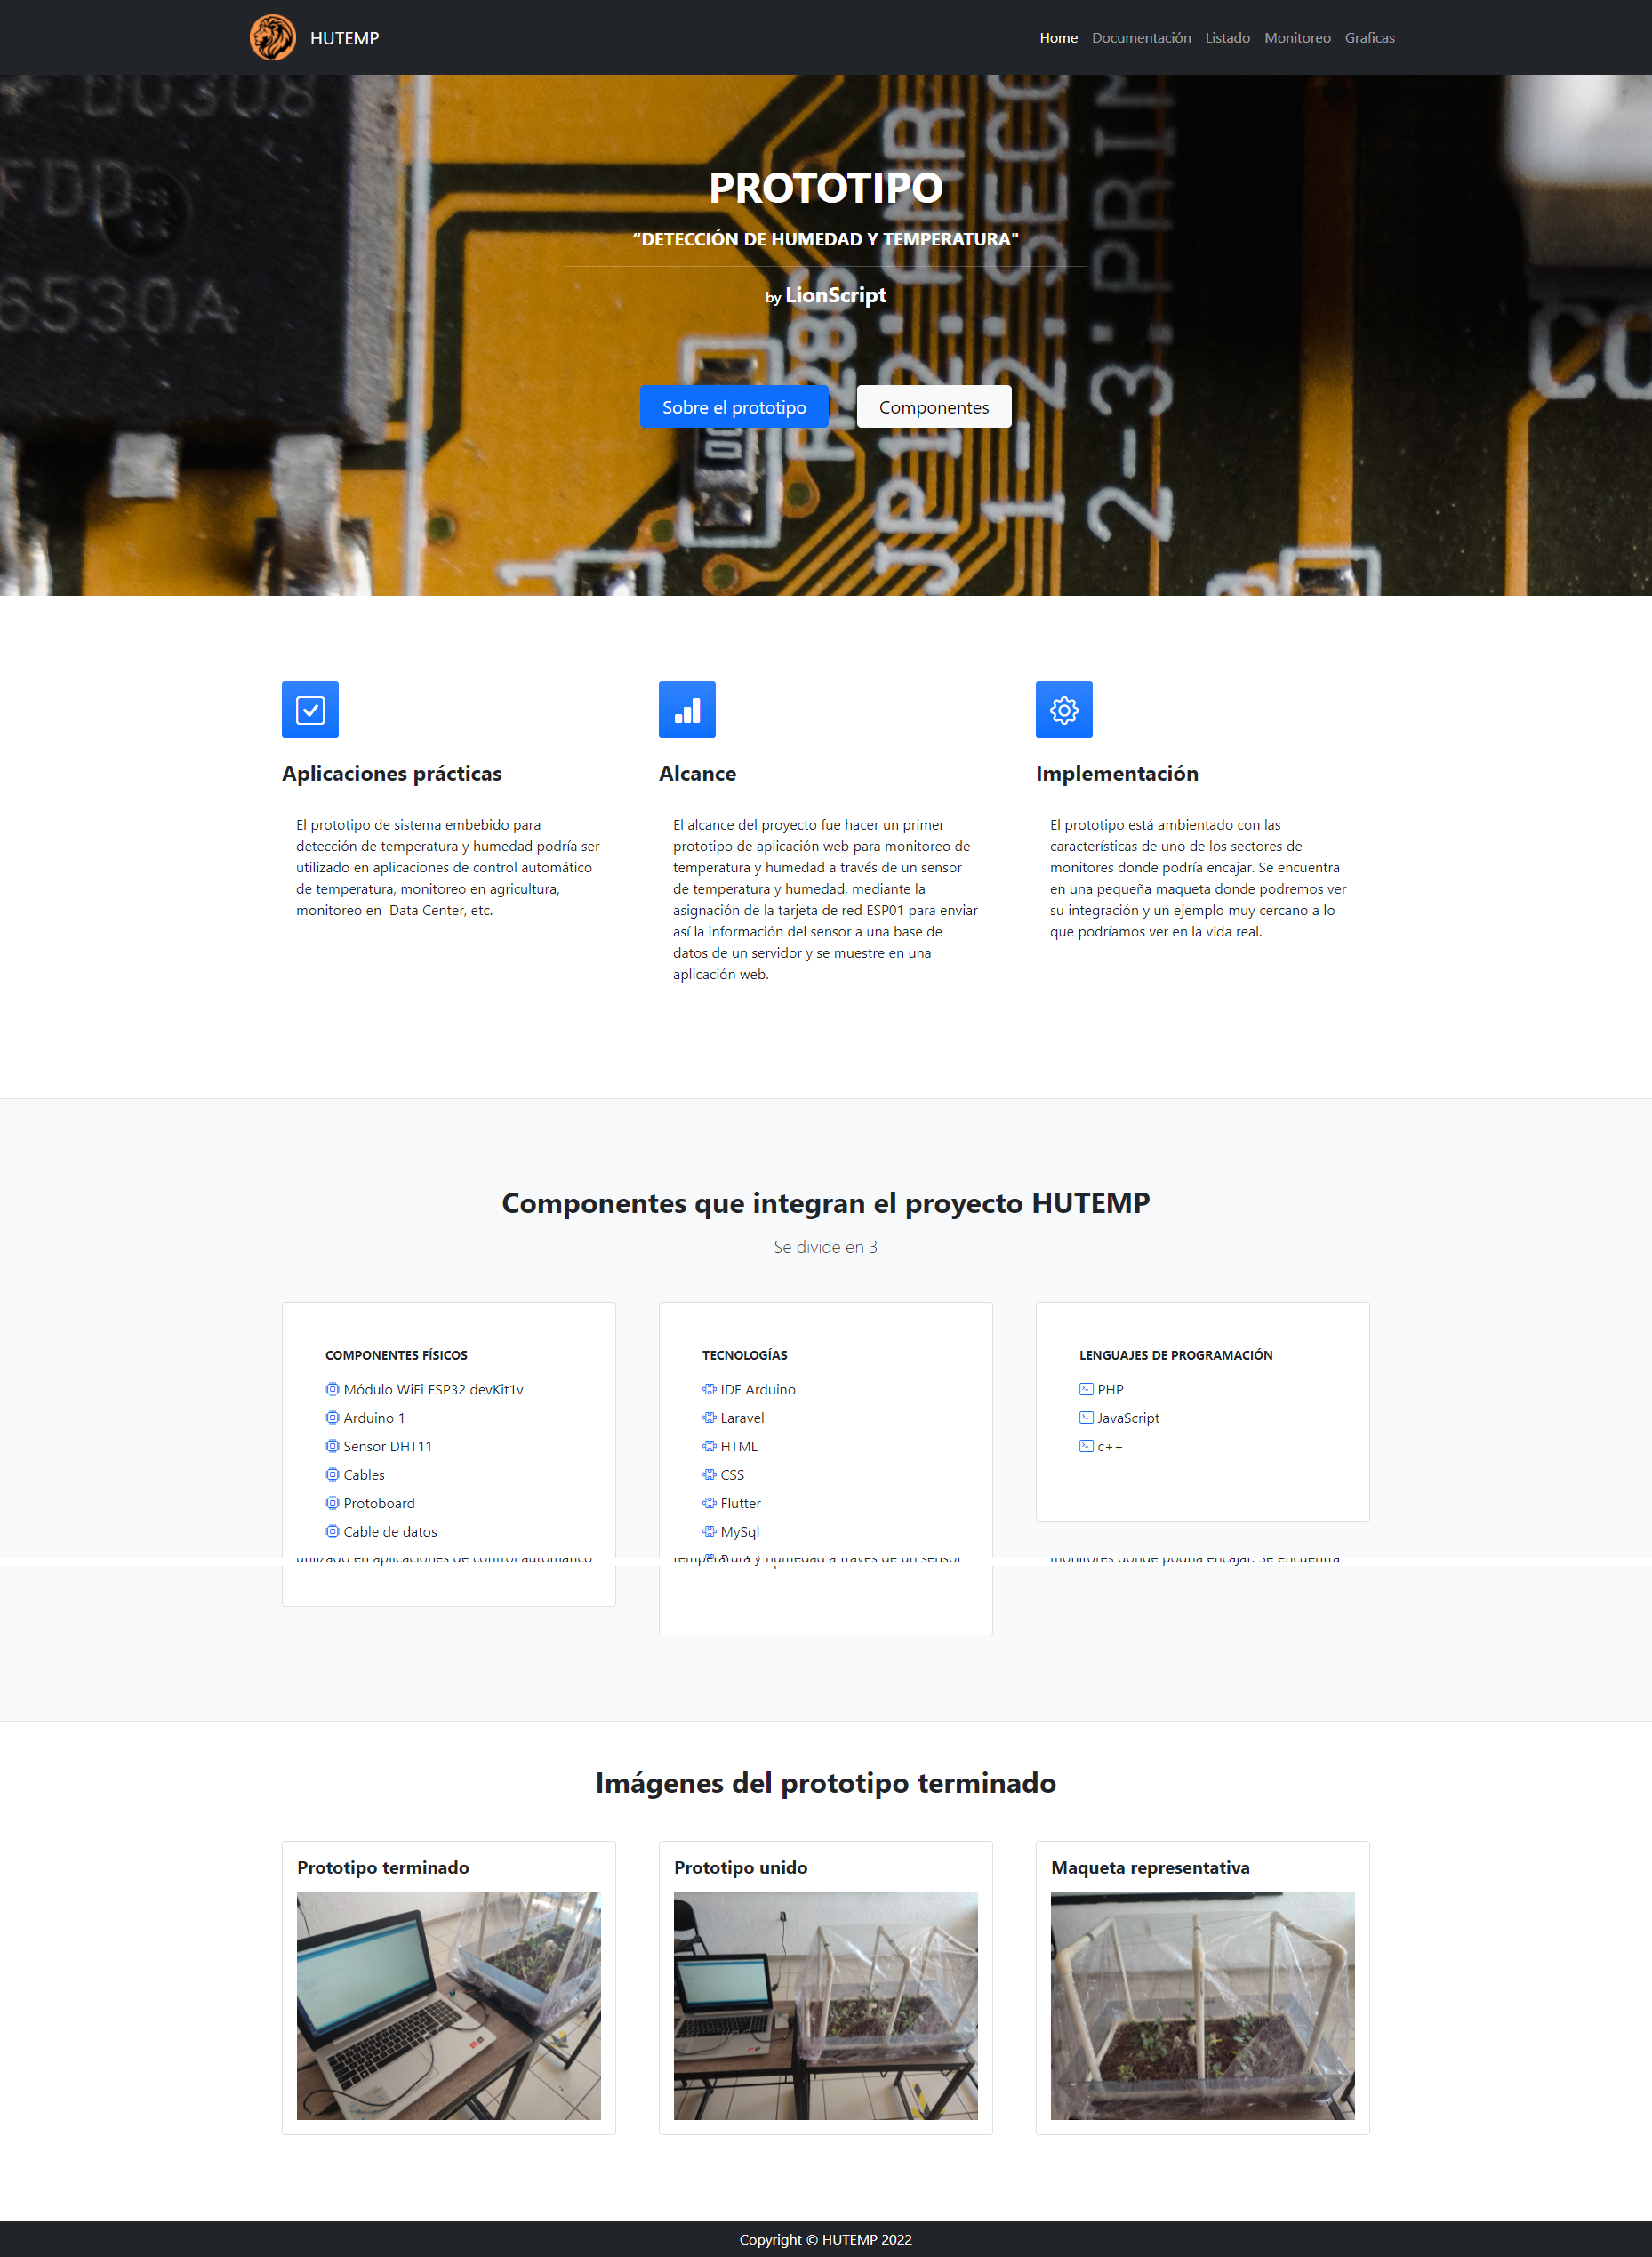 HUTEMP
Home Documentación Listado Monitoreo Graficas
D0308
FDD
6530A
PROTOTIPO
“DETECCIÓN DE HUMEDAD Y TEMPERATURA"
by LionScript
Sobre el prototipo
Componentes
JP1
2-3:PRIM
Aplicaciones prácticas
El prototipo de sistema embebido para
detección de temperatura y humedad podría ser
utilizado en aplicaciones de control automático
de temperatura, monitoreo en agricultura,
monitoreo en Data Center, etc.
Alcance
El alcance del proyecto fue hacer un primer
prototipo de aplicación web para monitoreo de
temperatura y humedad a través de un sensor
de temperatura y humedad, mediante la
asignación de la tarjeta de red ESP01 para enviar
así la información del sensor a una base de
datos de un servidor y se muestre en una
aplicación web.
Implementación
El prototipo está ambientado con las
características de uno de los sectores de
monitores donde podría encajar. Se encuentra
en una pequeña maqueta donde podremos ver
su integración y un ejemplo muy cercano a lo
que podríamos ver en la vida real.
Componentes que integran el proyecto HUTEMP
Se divide en 3
COMPONENTES FÍSICOS
Módulo WiFi ESP32 devKit1v
Arduino 1
Sensor DHT11
Cables
Protoboard
Cable de datos
utilizado en aplicaciones de control automático
TECNOLOGÍAS
IDE Arduino
Laravel
HTML
CSS
Flutter
MySql
temperatura y humedad a través de un sensor
LENGUAJES DE PROGRAMACIÓN
PHP
JavaScript
c++
monitores donde podría encajar. Se encuentra
Imágenes del prototipo terminado
Prototipo terminado
Prototipo unido
Maqueta representativa
Copyright © HUTEMP 2022